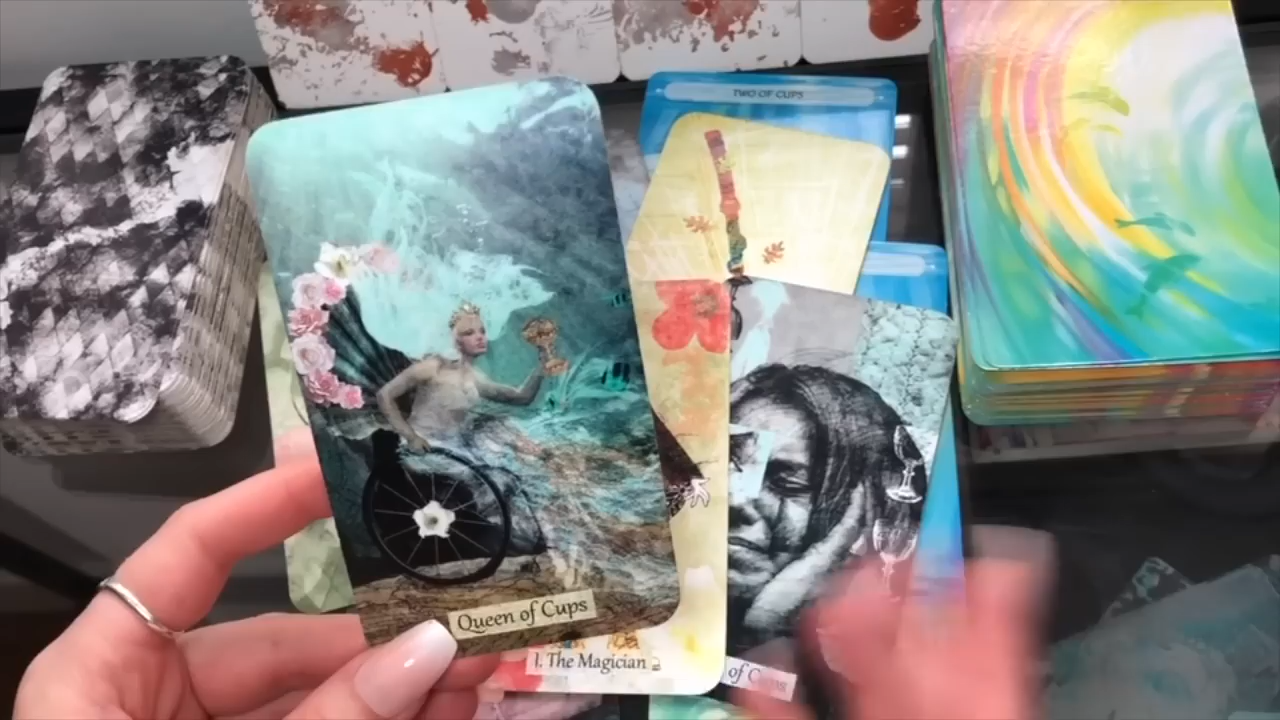 TWO OF CUPS
Queen of Cups
I. The Magician
of Cups